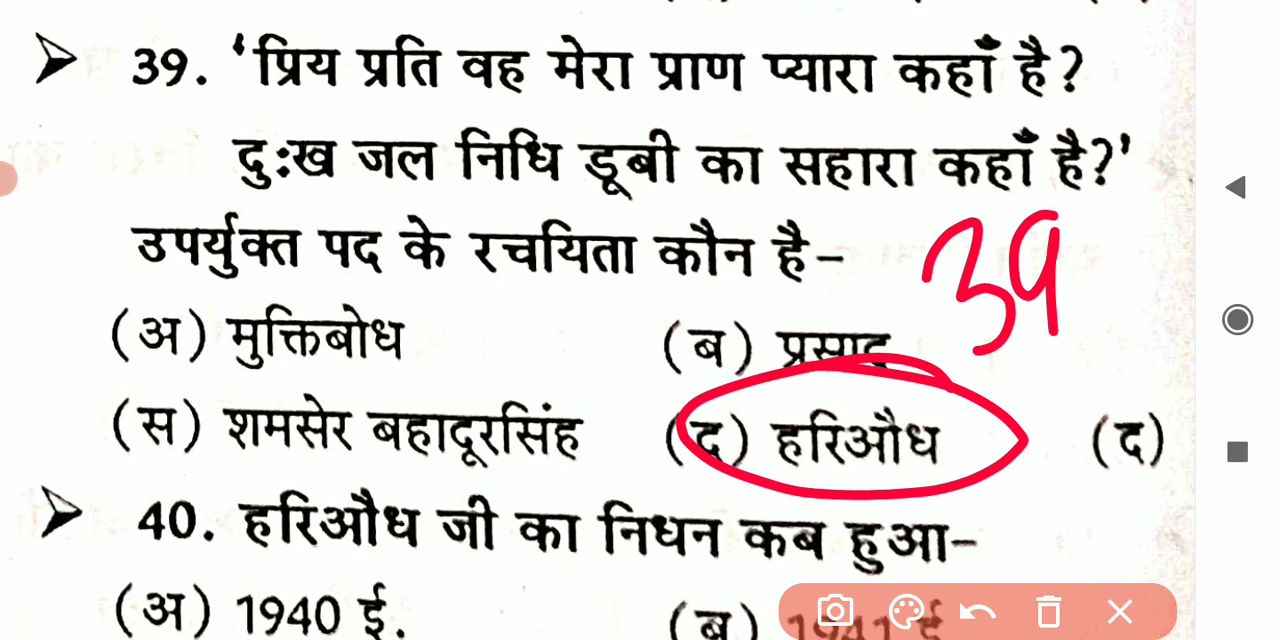 39. 'प्रिय प्रति वह मेरा प्राण प्यारा कहाँ है?
दुःख जल निधि डूबी का सहारा कहाँ है?'
उपर्युक्त पद के रचयिता कौन है–
39
(अ) मुक्तिबोध (ब) प्रसाद
(स) शमसेर बहादूरसिंह (द) हरिऔध (द)
40. हरिऔध जी का निधन कब हुआ–
(अ) 1940 ई. (ब) 1941 ई